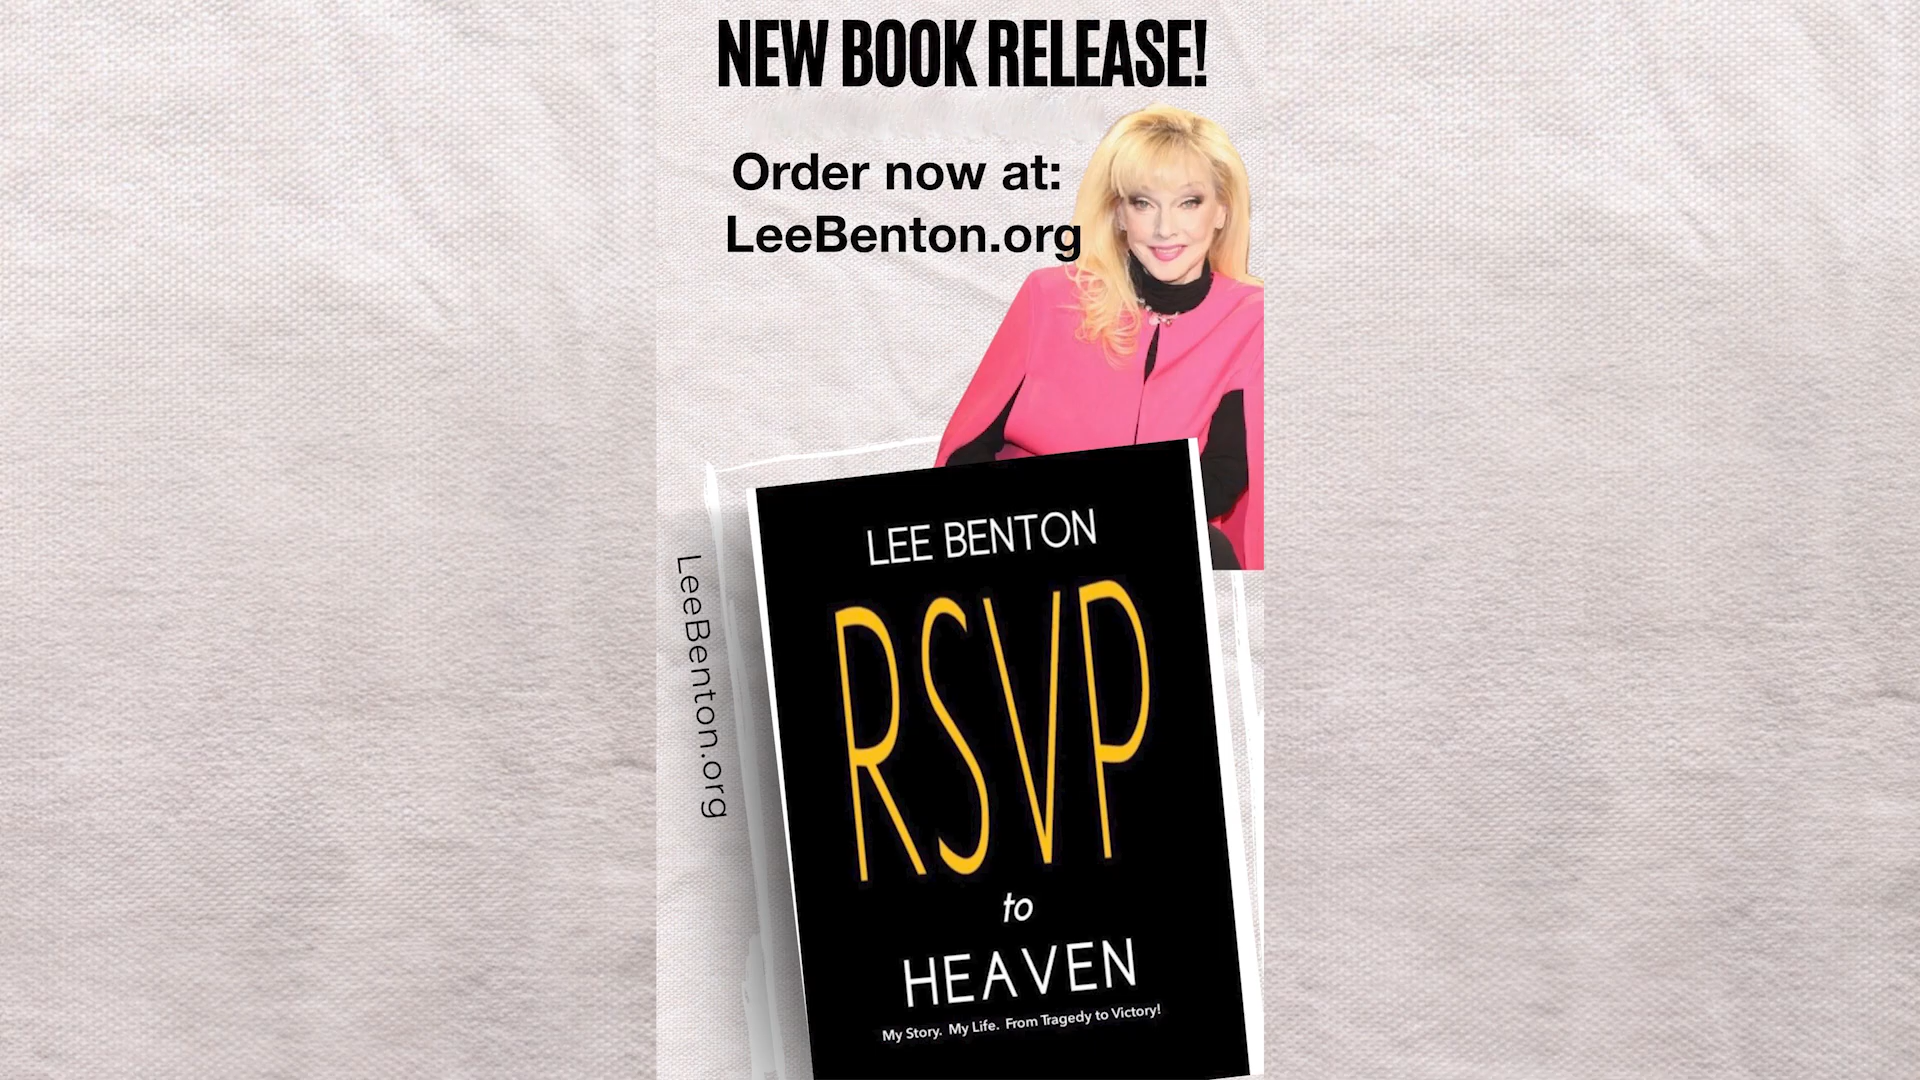 NEW BOOK RELEASE!
Order now at:
LeeBenton.org
LEE BENTON
RSVP
to
HEAVEN
My Story. My Life. From Tragedy to Victory!
LeeBenton.org